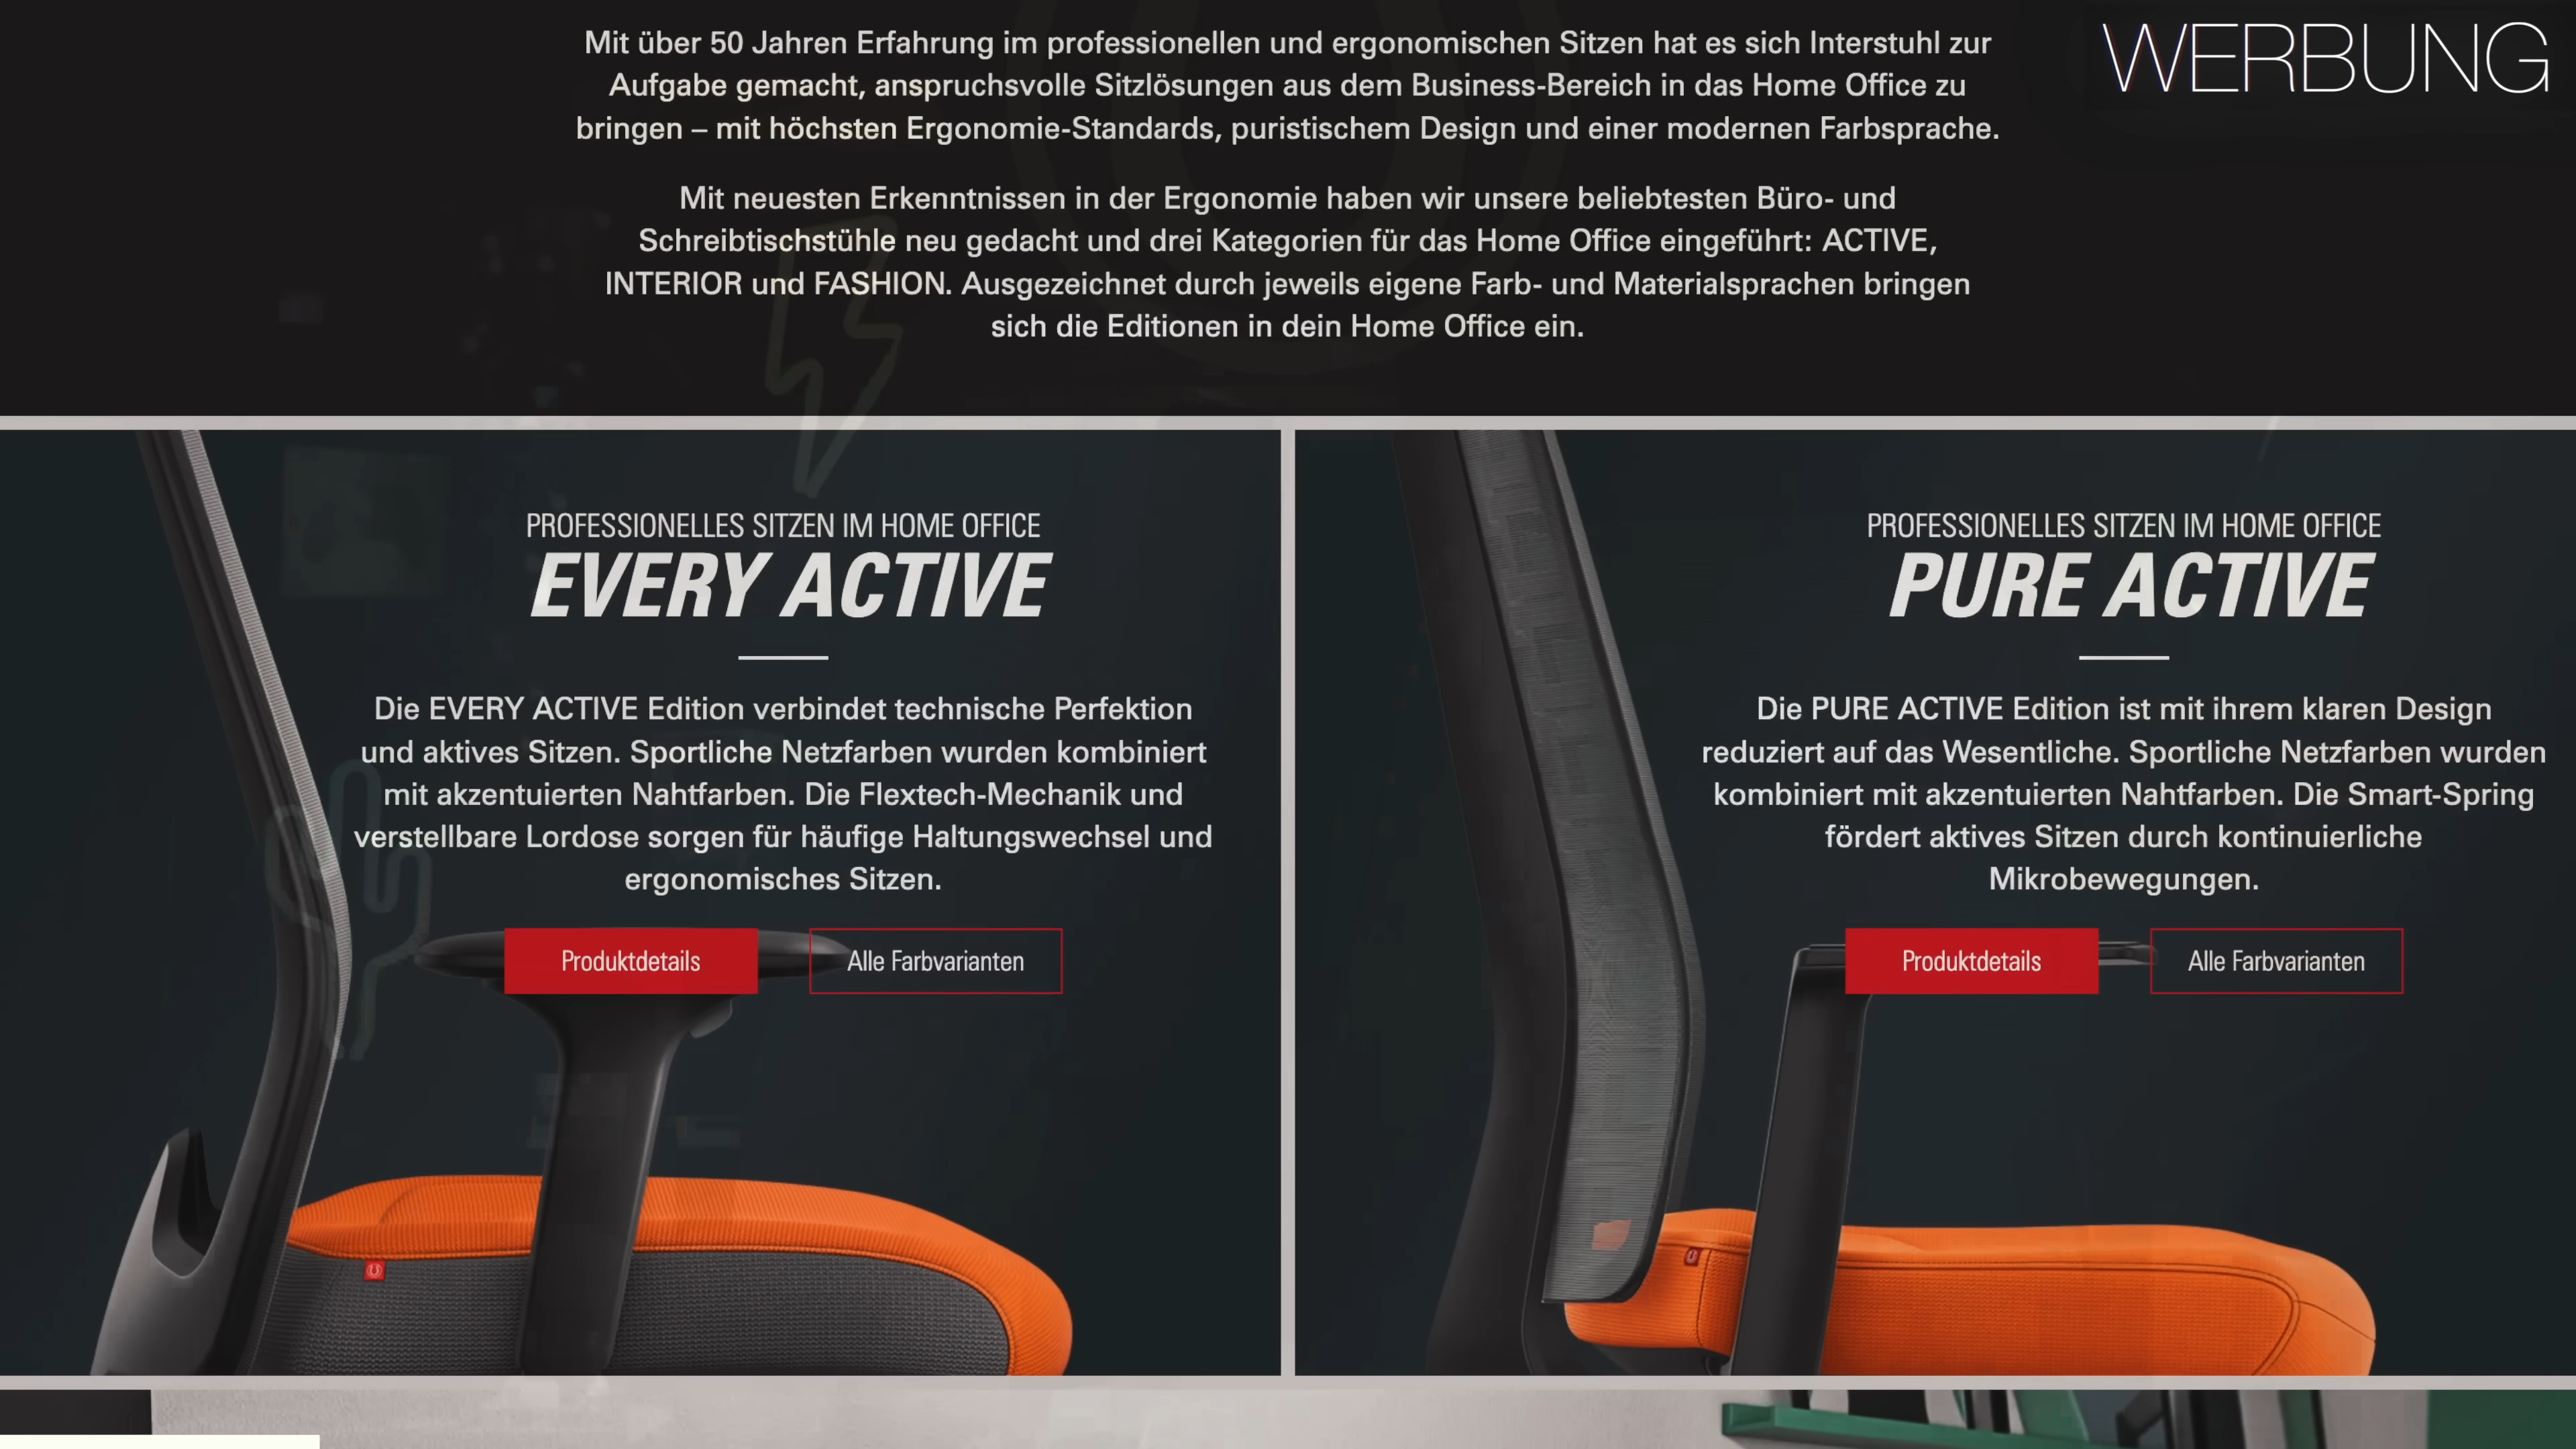 WERBUNG
Mit über 50 Jahren Erfahrung im professionellen und ergonomischen Sitzen hat es sich Interstuhl zur
Aufgabe gemacht, anspruchsvolle Sitzlösungen aus dem Business-Bereich in das Home Office zu
bringen – mit höchsten Ergonomie-Standards, puristischem Design und einer modernen Farbsprache.
Mit neuesten Erkenntnissen in der Ergonomie haben wir unsere beliebtesten Büro- und
Schreibtischstühle neu gedacht und drei Kategorien für das Home Office eingeführt: ACTIVE,
INTERIOR und FASHION. Ausgezeichnet durch jeweils eigene Farb- und Materialsprachen bringen
sich die Editionen in dein Home Office ein.
PROFESSIONELLES SITZEN IM HOME OFFICE
EVERY ACTIVE
Die EVERY ACTIVE Edition verbindet technische Perfektion
und aktives Sitzen. Sportliche Netzfarben wurden kombiniert
mit akzentuierten Nahtfarben. Die Flextech-Mechanik und
verstellbare Lordose sorgen für häufige Haltungswechsel und
ergonomisches Sitzen.
Produktdetails
Alle Farbvarianten
PROFESSIONELLES SITZEN IM HOME OFFICE
PURE ACTIVE
Die PURE ACTIVE Edition ist mit ihrem klaren Design
reduziert auf das Wesentliche. Sportliche Netzfarben wurden
kombiniert mit akzentuierten Nahtfarben. Die Smart-Spring
fördert aktives Sitzen durch kontinuierliche
Mikrobewegungen.
Produktdetails
Alle Farbvarianten